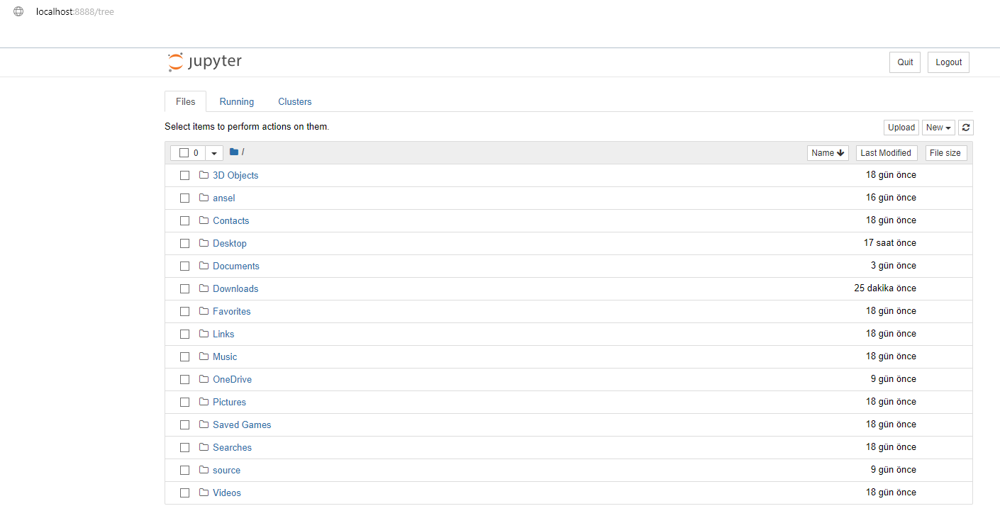 localhost:8888/tree
jupyter
Quit Logout
Files Running Clusters
Select items to perform actions on them.
Upload New
0 / Name Last Modified File size
3D Objects 18 gün önce
ansel 16 gün önce
Contacts 18 gün önce
Desktop 17 saat önce
Documents 3 gün önce
Downloads 25 dakika önce
Favorites 18 gün önce
Links 18 gün önce
Music 18 gün önce
OneDrive 9 gün önce
Pictures 18 gün önce
Saved Games 18 gün önce
Searches 18 gün önce
source 9 gün önce
Videos 18 gün önce